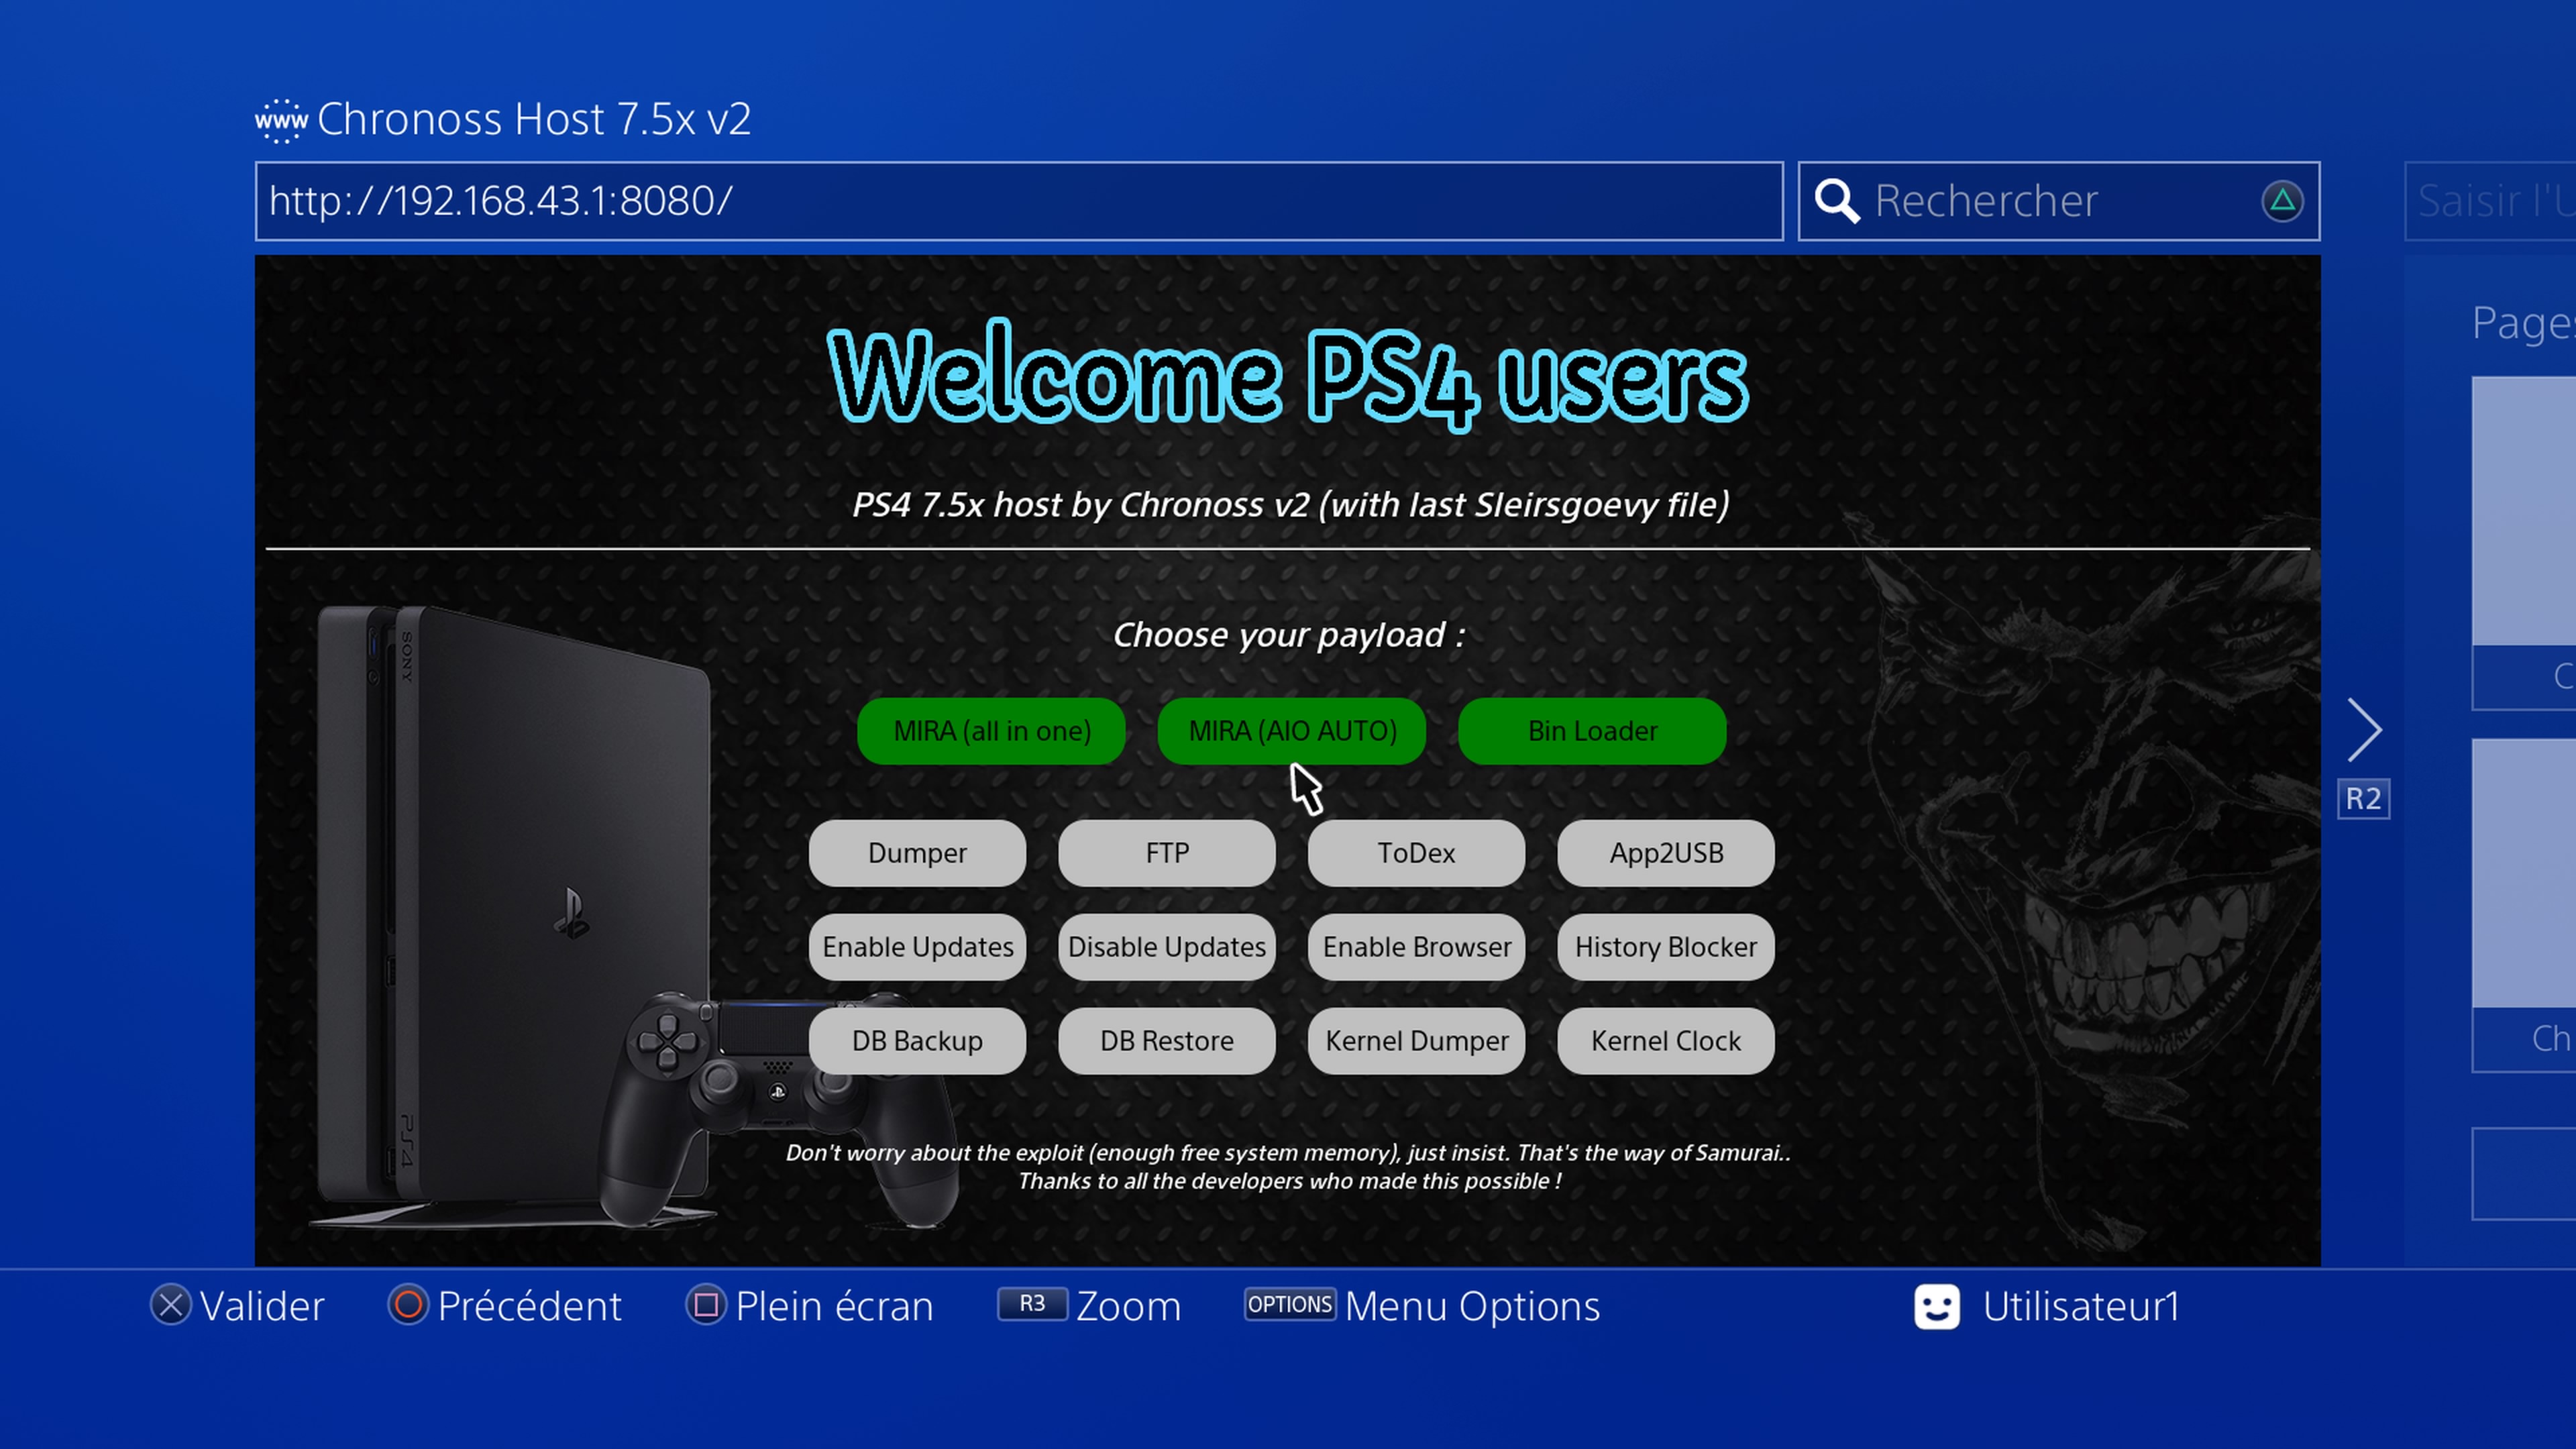 www Chronoss Host 7.5x v2
http://192.168.43.1:8080/
Rechercher
Saisir l'U
Pages
Welcome PS4 users
PS4 7.5x host by Chronoss v2 (with last Sleirsgoevy file)
Choose your payload :
MIRA (all in one) MIRA (AIO AUTO) Bin Loader
Dumper FTP ToDex App2USB
Enable Updates Disable Updates Enable Browser History Blocker
DB Backup DB Restore Kernel Dumper Kernel Clock
SONY
PS4
C
R2
Ch
Don't worry about the exploit (enough free system memory), just insist. That's the way of Samurai..
Thanks to all the developers who made this possible !
Valider Précédent Plein écran R3 Zoom OPTIONS Menu Options Utilisateur1